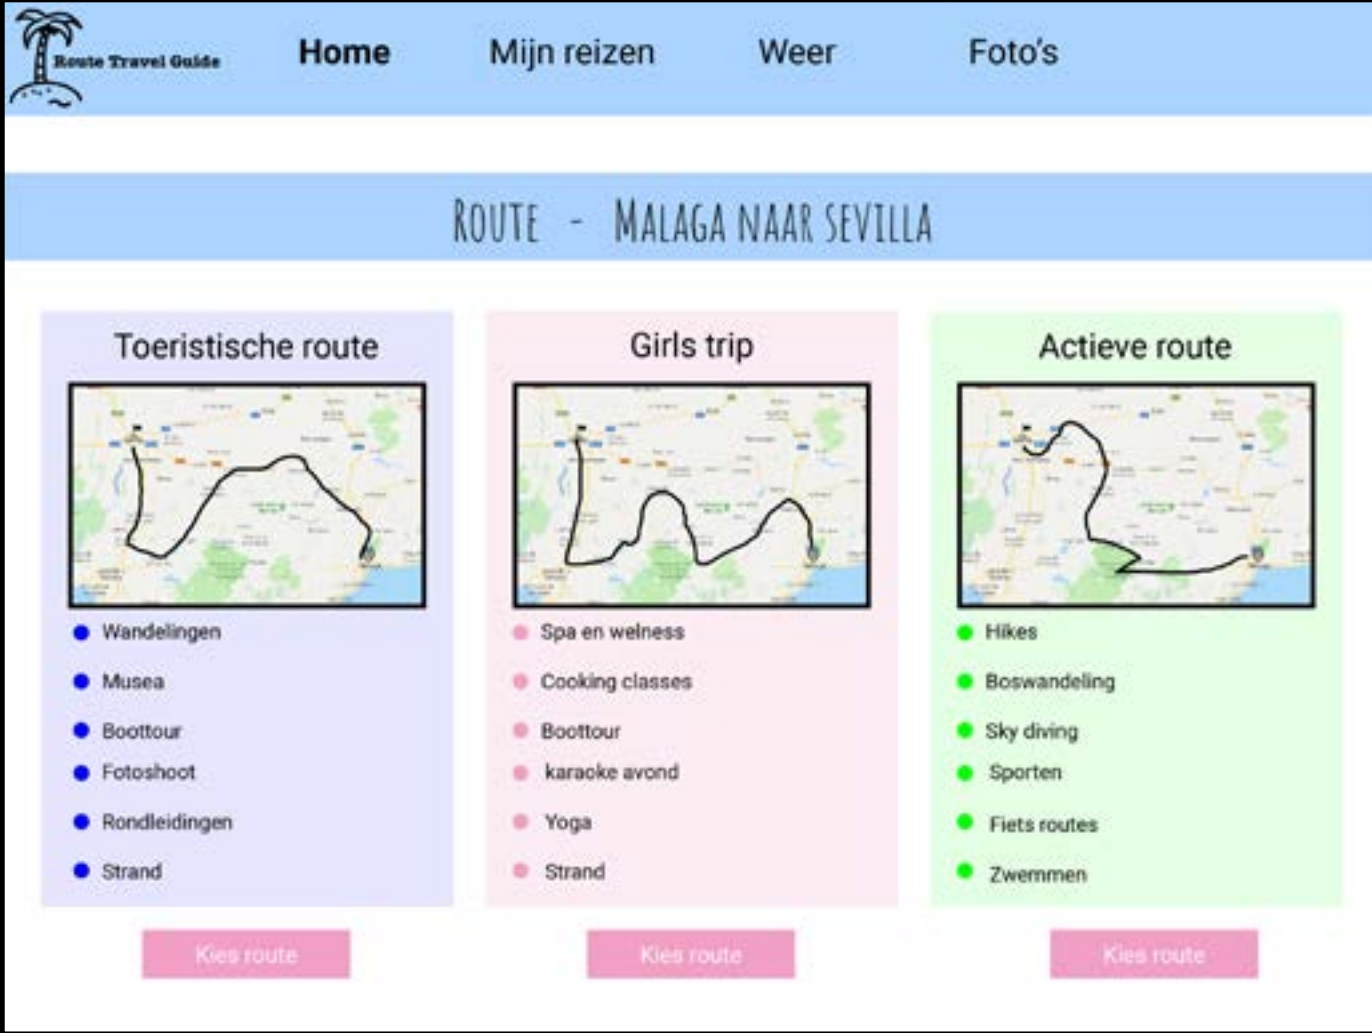 Route Travel Guide
Home
Mijn reizen
Weer
Foto's
Route - Malaga naar sevilla
Toeristische route
Wandelingen
Musea
Boottour
Fotoshoot
Rondleidingen
Strand
Kies route
Girls trip
Spa en welness
Cooking classes
Boottour
karaoke avond
Yoga
Strand
Kies route
Actieve route
Hikes
Boswandeling
Sky diving
Sporten
Fiets routes
Zwemmen
Kies route